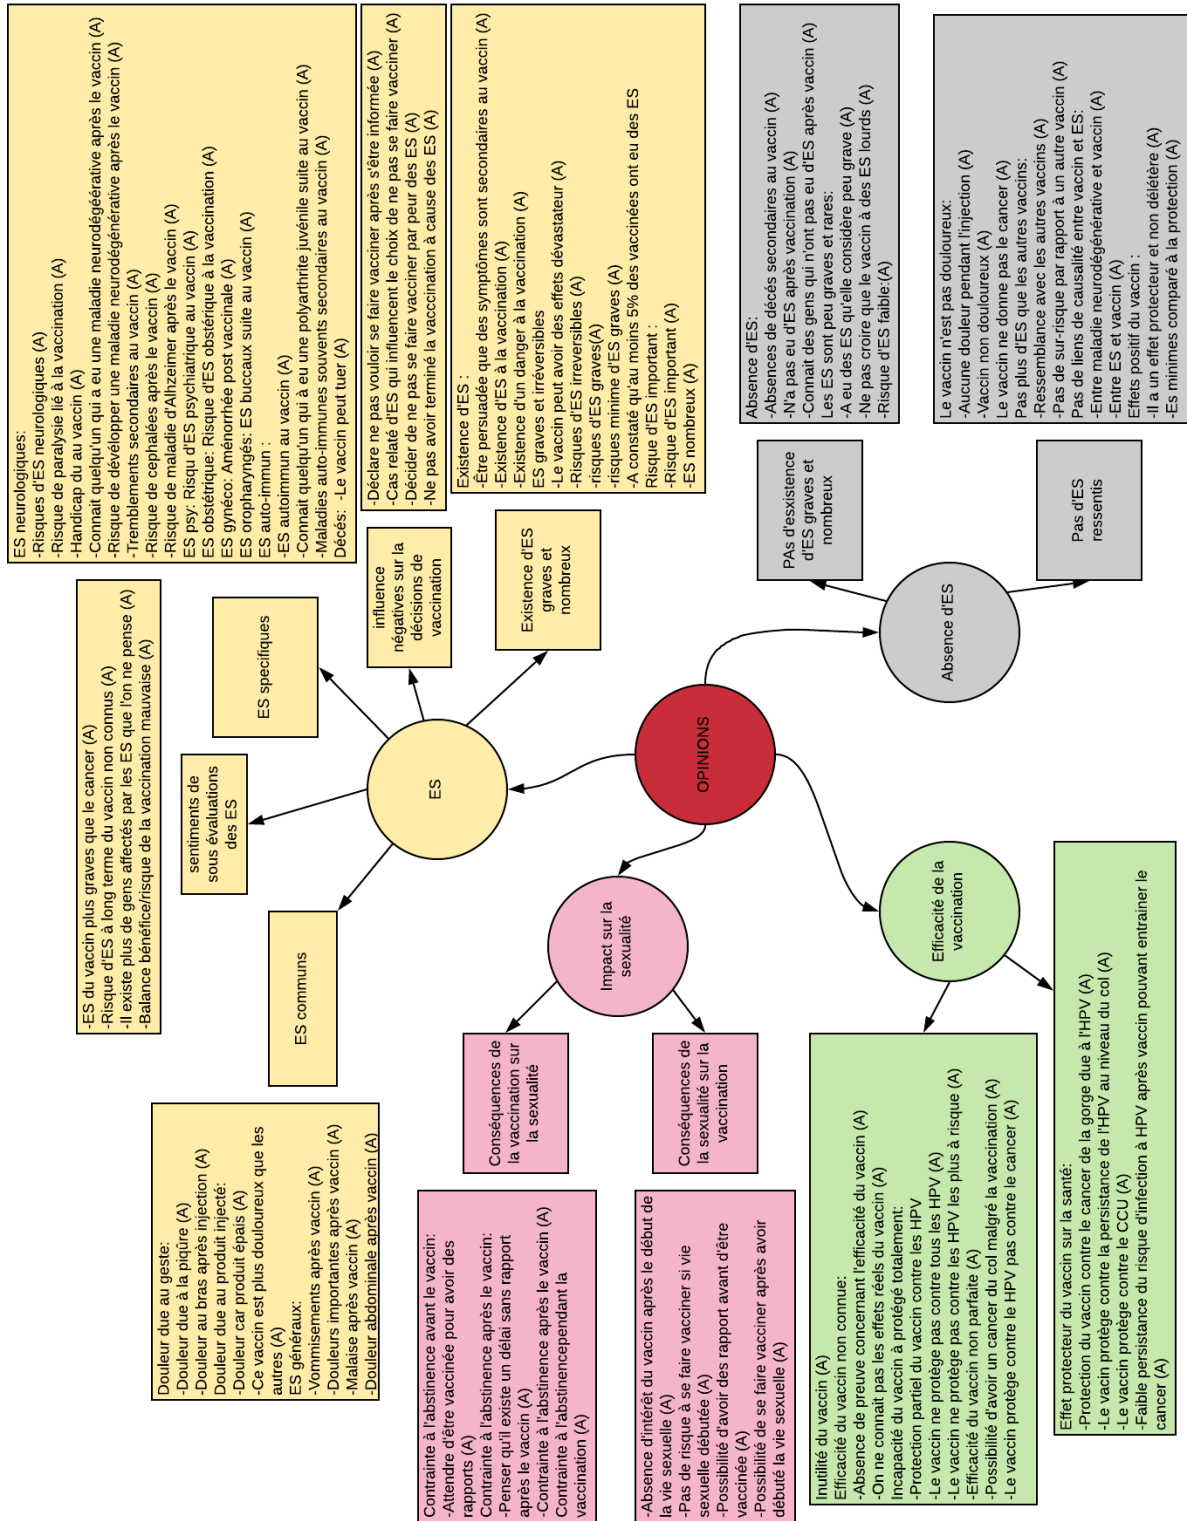 Douleur due au geste:
-Douleur due à la piqûre (A)
-Douleur au bras après injection (A)
Douleur due au produit injecté:
-Douleur car produit épais (A)
-Ce vaccin est plus douloureux que les
autres (A)
ES généraux:
-Vommisements après vaccin (A)
-Douleurs importantes après vaccin (A)
-Malaise après vaccin (A)
-Douleur abdominale après vaccin (A)
ES communs
-ES du vaccin plus graves que le cancer (A)
-Risque d'ES à long terme du vaccin non connus (A)
-Il existe plus de gens affectés par les ES que l'on ne pense (A)
-Balance bénéfice/risque de la vaccination mauvaise (A)
sentiments de
sous évaluations
des ES
ES specifiques
ES neurologiques:
-Risques d'ES neurologiques (A)
-Risque de paralysie lié à la vaccination (A)
-Handicap du au vaccin (A)
-Connait quelqu'un qui a eu une maladie neurodégéérative après le vaccin (A)
-Risque de dévélopper une maladie neurodégénérative après le vaccin (A)
-Tremblements secondaires au vaccin (A)
-Risque de cephalées après le vaccin (A)
-Risque de maladie d'Alhzeimer après le vaccin (A)
ES psy: Risqu d'ES psychiatrique au vaccin (A)
ES obstétrique: Risque d'ES obstérique à la vaccination (A)
ES gynéco: Aménorrhée post vaccinale (A)
ES oropharyngés: ES buccaux suite au vaccin (A)
ES auto-immun :
-ES autoimmun au vaccin (A)
-Connait quelqu'un qui à eu une polyarthrite juvénile suite au vaccin (A)
-Maladies auto-immunes souvents secondaires au vaccin (A)
Décés: -Le vaccin peut tuer (A)
influence
négatives sur la
décisions de
vaccination
-Déclare ne pas vouloir se faire vacciner après s'être informée (A)
-Cas relaté d'ES qui influencent le choix de ne pas se faire vacciner (A)
-Décider de ne pas se faire vacciner par peur des ES (A)
-Ne pas avoir terminé la vaccination à cause des ES (A)
Existence d'ES
graves et
nombreux
Existence d'ES :
-Être persuadée que des symptômes sont secondaires au vaccin (A)
-Existence d'ES à la vaccination (A)
-Existence d'un danger à la vaccination (A)
ES graves et irréversibles
-Le vaccin peut avoir des effets dévastateur (A)
-Risques d'ES irreversibles (A)
-risques d'ES graves(A)
-risques minime d'ES graves (A)
-A constaté qu'au moins 5% des vaccinées ont eu des ES
Risque d'ES important :
-Risque d'ES important (A)
-ES nombreux (A)
ES
OPINIONS
Impact sur la
sexualité
Conséquences de
la vaccination sur
la sexualité
Contrainte à l'abstinence avant le vaccin:
-Attendre d'être vaccinée pour avoir des
rapports (A)
Contrainte à l'abstinence après le vaccin:
-Penser qu'il existe un délai sans rapport
après le vaccin (A)
-Contrainte à l'abstinence après le vaccin (A)
Contrainte à l'abstinencependant la
vaccination (A)
Conséquences de
la sexualité sur la
vaccination
-Absence d'intérêt du vaccin après le début de
la vie sexuelle (A)
-Pas de risque à se faire vacciner si vie
sexuelle débutée (A)
-Possibilité d'avoir des rapport avant d'être
vaccinée (A)
-Possibilité de se faire vacciner après avoir
débuté la vie sexuelle (A)
Absence d'ES
PAs d'esxistence
d'ES graves et
nombreux
Absence d'ES:
-Absences de décés secondaires au vaccin (A)
-N'a pas eu d'ES après vaccination (A)
-Connait des gens qui n'ont pas eu d'ES après vaccin (A)
Les ES sont peu graves et rares:
-A eu des ES qu'elle considère peu grave (A)
-Ne pas croire que le vaccin à des ES lourds (A)
-Risque d'ES faible:(A)
Pas d'ES
ressentis
Le vaccin n'est pas douloureux:
-Aucune douleur pendant l'injection (A)
-Vaccin non douloureux (A)
Le vaccin ne donne pas le cancer (A)
Pas plus d'ES que les autres vaccins:
-Ressemblance avec les autres vaccins (A)
-Pas de sur-risque par rapport à un autre vaccin (A)
Pas de liens de causalité entre vaccin et ES:
-Entre maladie neurodégénérative et vaccin (A)
-Entre ES et vaccin (A)
Effets positif du vaccin :
-Il a un effet protecteur et non délétère (A)
-Es minimes comparé à la protection (A)
Efficacité de la
vaccination
Inutilité du vaccin (A)
Efficacité du vaccin non connue:
-Absence de preuve concernant l'efficacité du vaccin (A)
-On ne connait pas les effets réels du vaccin (A)
Incapacité du vaccin à protégé totalement:
-Protection partiel du vaccin contre les HPV
-Le vaccin ne protège pas contre tous les HPV (A)
-Le vaccin ne protège pas contre les HPV les plus à risque (A)
-Efficacité du vaccin non parfaite (A)
-Possibilité d'avoir un cancer du col malgré la vaccination (A)
-Le vaccin protège contre le HPV pas contre le cancer (A)
Effet protecteur du vaccin sur la santé:
-Protection du vaccin contre le cancer de la gorge due à l'HPV (A)
-Le vacin protège contre la persistance de l'HPV au niveau du col (A)
-Le vaccin protège contre le CCU (A)
-Faible persistance du risque d'infection à HPV après vaccin pouvant entrainer le
cancer (A)